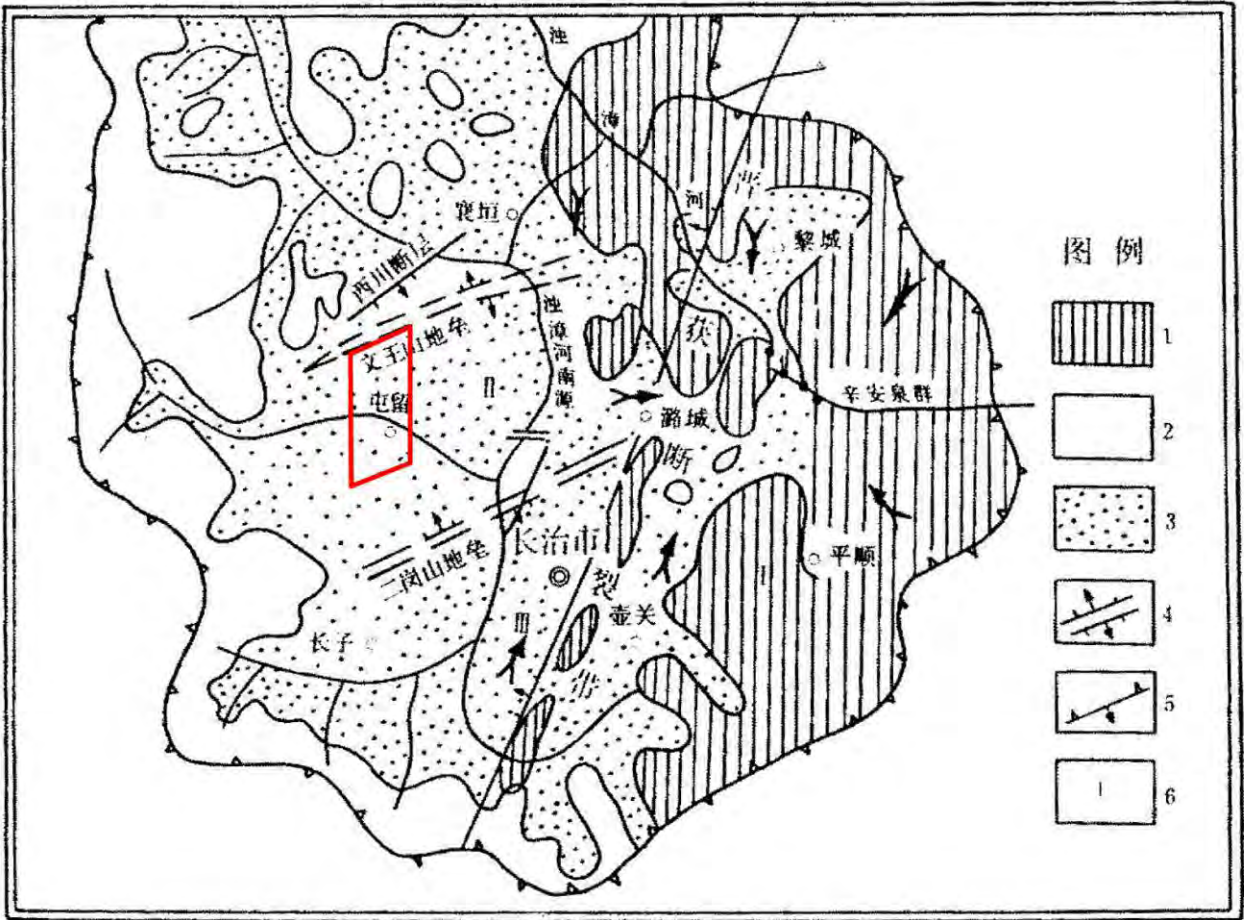 浊
漳
河
晋
获
断
裂
带
襄垣
黎城
西川断层
文王山地垒
浊漳河南源
屯留
II
辛安泉群
潞城
二岗山地垒
长治市
平顺
I
壶关
III
长子
图例
1
2
3
4
5
6
I